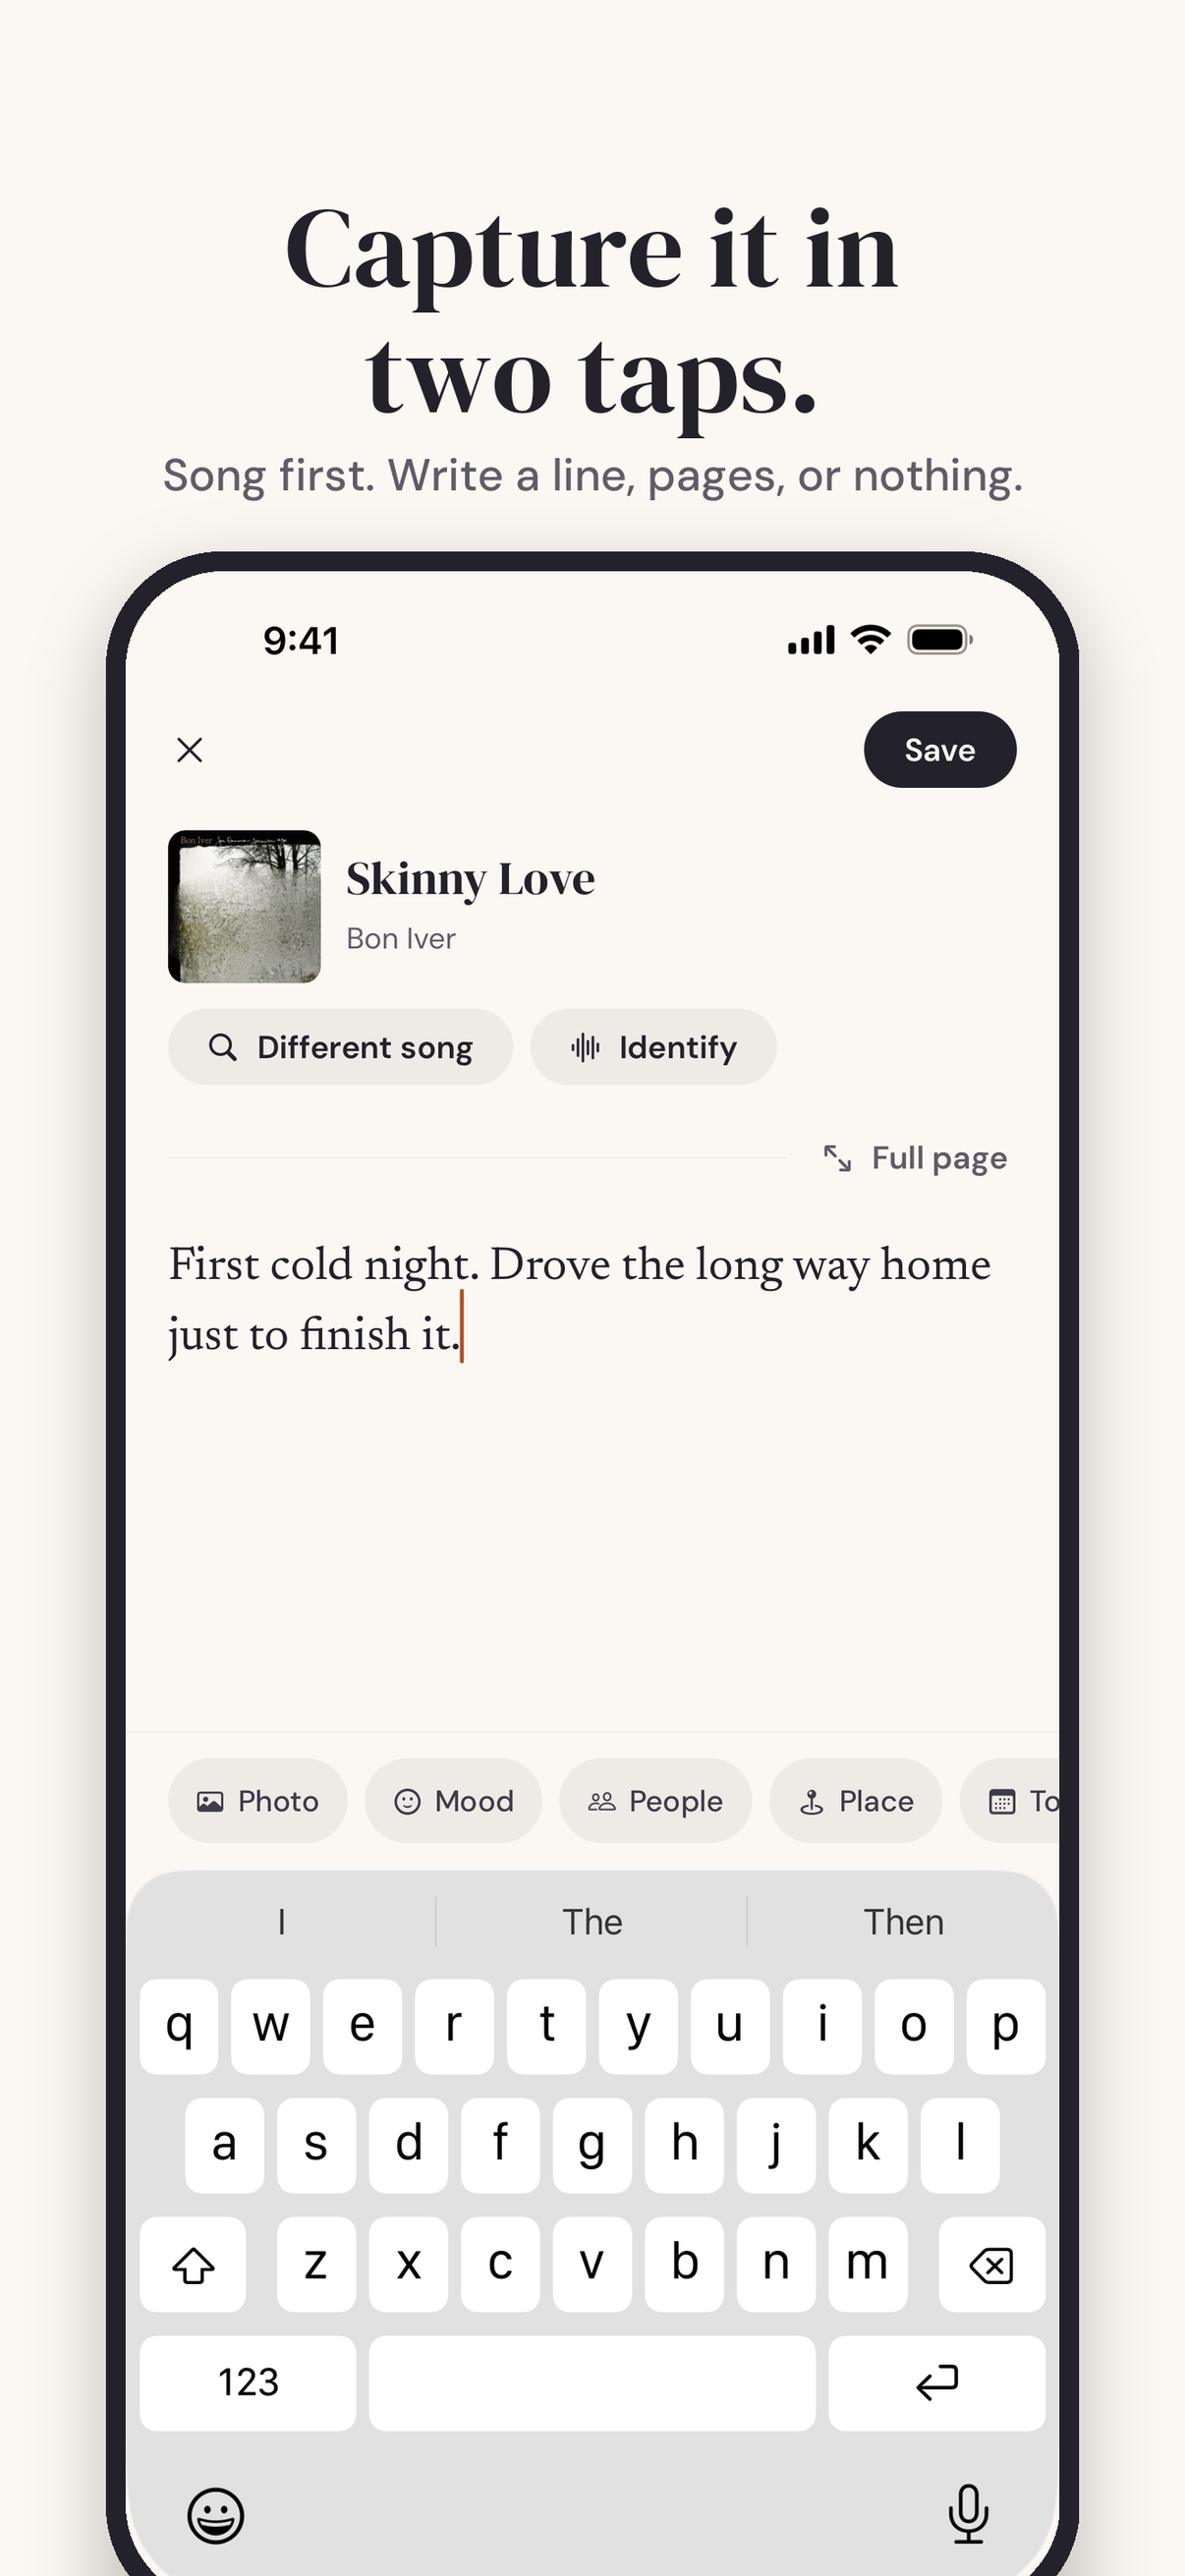 Capture it in
two taps.
Song first. Write a line, pages, or nothing.
9:41
Save
Bon Iver
Skinny Love
Bon Iver
Different song
Identify
Full page
First cold night. Drove the long way home
just to finish it.
Photo
Mood
People
Place
To
I
The
Then
q w e r t y u i o p
a s d f g h j k l
z x c v b n m
123